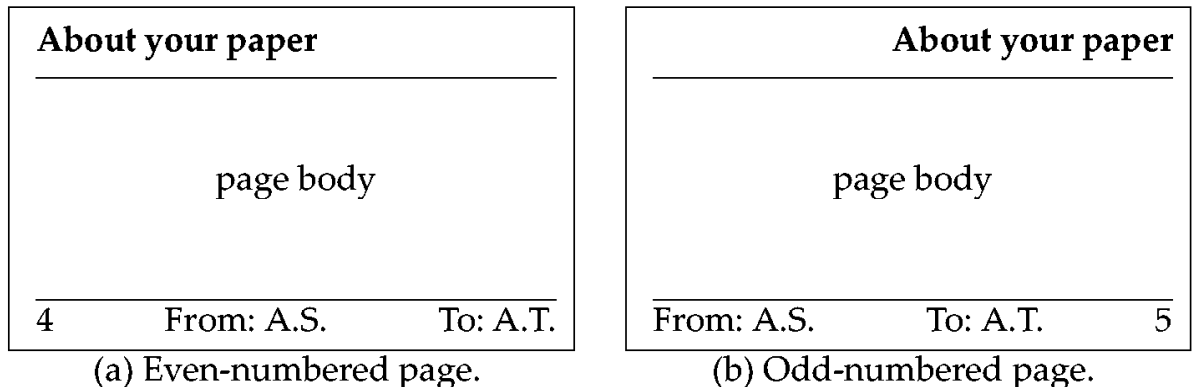 About your paper
page body
4 From: A.S. To: A.T.
(a) Even-numbered page.
About your paper
page body
From: A.S. To: A.T. 5
(b) Odd-numbered page.